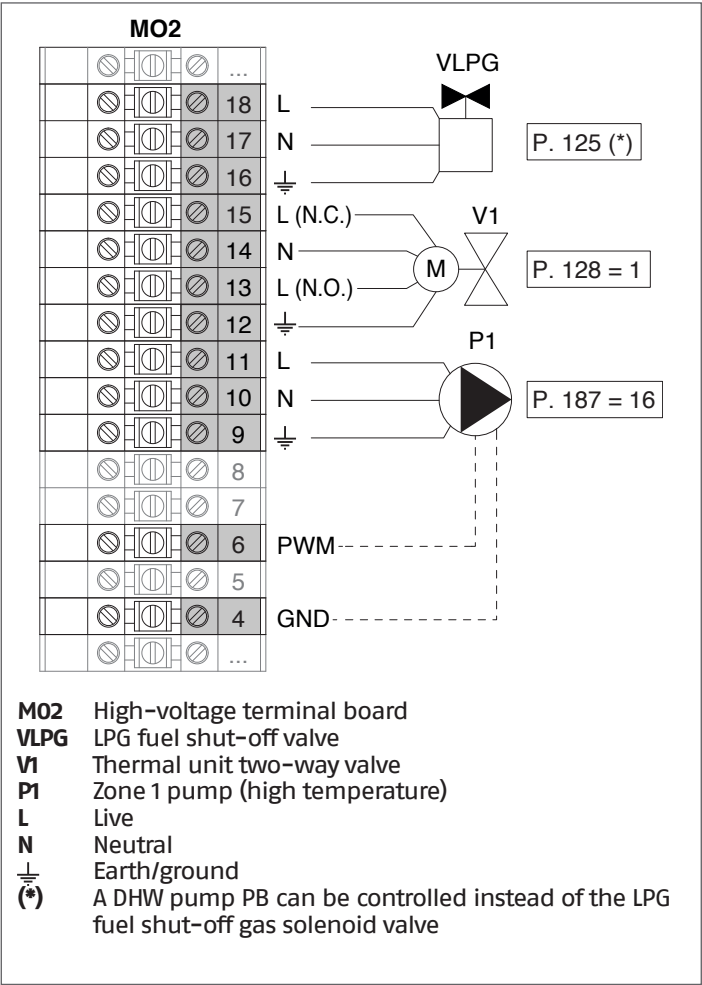 MO2
...
VLPG
18 L
17 N P. 125 (*)
16 ⏚
15 L (N.C.) V1
14 N
M P. 128 = 1
13 L (N.O.)
12 ⏚
P1
11 L
10 N P. 187 = 16
9 ⏚
8
7
6 PWM
5
4 GND
...
M02 High-voltage terminal board
VLPG LPG fuel shut-off valve
V1 Thermal unit two-way valve
P1 Zone 1 pump (high temperature)
L Live
N Neutral
⏚ Earth/ground
(*) A DHW pump PB can be controlled instead of the LPG
fuel shut-off gas solenoid valve